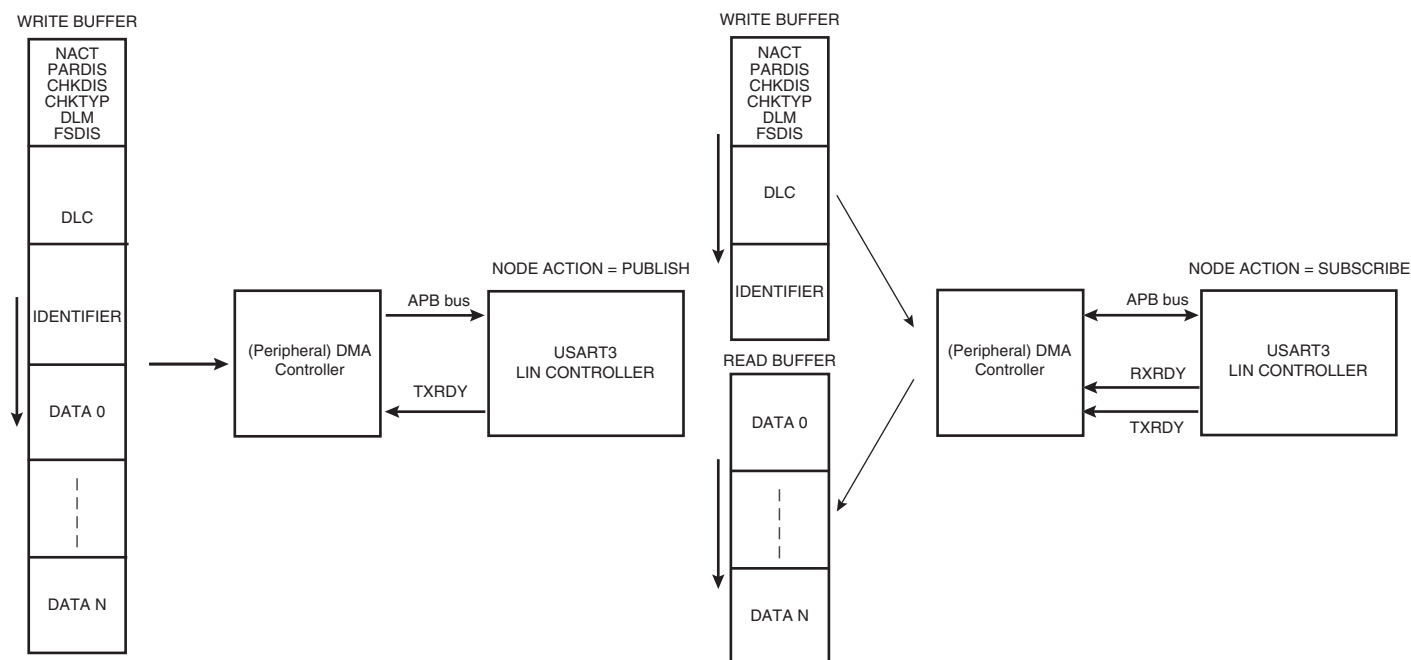 WRITE BUFFER
NACT
PARDIS
CHKDIS
CHKTYP
DLM
FSDIS
DLC
IDENTIFIER
DATA 0
DATA N
(Peripheral) DMA
Controller
APB bus
TXRDY
NODE ACTION = PUBLISH
USART3
LIN CONTROLLER
WRITE BUFFER
NACT
PARDIS
CHKDIS
CHKTYP
DLM
FSDIS
DLC
IDENTIFIER
READ BUFFER
DATA 0
DATA N
(Peripheral) DMA
Controller
APB bus
RXRDY
TXRDY
NODE ACTION = SUBSCRIBE
USART3
LIN CONTROLLER